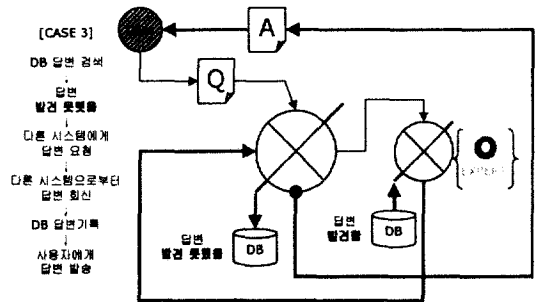 [CASE 3]
DB 답변 검색
답변
발견 못했을
다른 시스템에게
답변 요청
다른 시스템으로부터
답변 회신
DB 답변기록
사용자에게
답변 발송
A
Q
답변
발견 못했을
DB
답변
발견을
DB
EXPERT